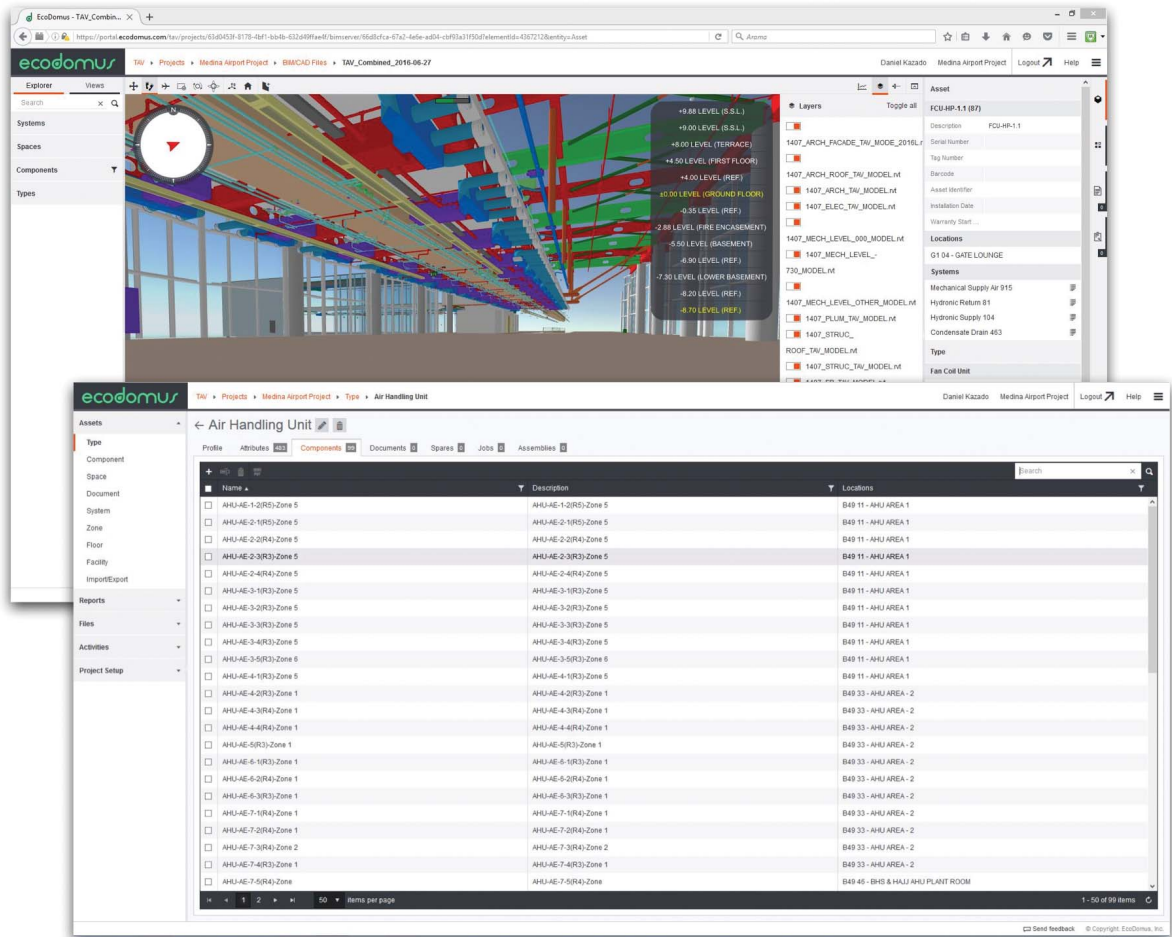 EcoDomus - TAV_Combin...
https://portal.ecodomus.com/tav/projects/63d0453f-8178-4bf1-bb4b-632d49ffae4f/bimserver/66d8cfca-67a2-4e6e-ad04-cbf93a31f50d?elementId=4367212&entity=Asset
Arama
ecodomus
TAV ▸ Projects ▸ Medina Airport Project ▸ BIM/CAD Files ▸ TAV_Combined_2016-06-27
Daniel Kazado Medina Airport Project Logout Help
Explorer Views
Search
Systems
Spaces
Components
Types
N
+9.88 LEVEL (S.S.L.)
+9.00 LEVEL (S.S.L.)
+8.00 LEVEL (TERRACE)
+4.50 LEVEL (FIRST FLOOR)
+4.00 LEVEL (REF.)
±0.00 LEVEL (GROUND FLOOR)
-0.35 LEVEL (REF.)
-2.88 LEVEL (FIRE ENCASEMENT)
-5.50 LEVEL (BASEMENT)
-6.90 LEVEL (REF.)
-7.30 LEVEL (LOWER BASEMENT)
-8.20 LEVEL (REF.)
-8.70 LEVEL (REF.)
Layers Toggle all
1407_ARCH_FACADE_TAV_MODE_2016L.r
1407_ARCH_ROOF_TAV_MODEL.rvt
1407_ARCH_TAV_MODEL.rvt
1407_ELEC_TAV_MODEL.rvt
1407_MECH_LEVEL_000_MODEL.rvt
1407_MECH_LEVEL_-
730_MODEL.rvt
1407_MECH_LEVEL_OTHER_MODEL.rvt
1407_PLUM_TAV_MODEL.rvt
1407_STRUC_
ROOF_TAV_MODEL.rvt
1407_STRUC_TAV_MODEL.rvt
Asset
FCU-HP-1.1 (87)
Description FCU-HP-1.1
Serial Number
Tag Number
Barcode
Asset Identifier
Installation Date
Warranty Start ...
Locations
G1 04 - GATE LOUNGE
Systems
Mechanical Supply Air 915
Hydronic Return 81
Hydronic Supply 104
Condensate Drain 463
Type
Fan Coil Unit
0
0
ecodomus
TAV ▸ Projects ▸ Medina Airport Project ▸ Type ▸ Air Handling Unit
Daniel Kazado Medina Airport Project Logout Help
Assets
Type
Component
Space
Document
System
Zone
Floor
Facility
Import/Export
Reports
Files
Activities
Project Setup
← Air Handling Unit
Profile Attributes 483 Components 99 Documents 0 Spares 0 Jobs 0 Assemblies 0
Search
Name Description Locations
AHU-AE-1-2(R5)-Zone 5 AHU-AE-1-2(R5)-Zone 5 B49 11 - AHU AREA 1
AHU-AE-2-1(R5)-Zone 5 AHU-AE-2-1(R5)-Zone 5 B49 11 - AHU AREA 1
AHU-AE-2-2(R4)-Zone 5 AHU-AE-2-2(R4)-Zone 5 B49 11 - AHU AREA 1
AHU-AE-2-3(R3)-Zone 5 AHU-AE-2-3(R3)-Zone 5 B49 11 - AHU AREA 1
AHU-AE-2-4(R4)-Zone 5 AHU-AE-2-4(R4)-Zone 5 B49 11 - AHU AREA 1
AHU-AE-3-1(R3)-Zone 5 AHU-AE-3-1(R3)-Zone 5 B49 11 - AHU AREA 1
AHU-AE-3-2(R3)-Zone 5 AHU-AE-3-2(R3)-Zone 5 B49 11 - AHU AREA 1
AHU-AE-3-3(R3)-Zone 5 AHU-AE-3-3(R3)-Zone 5 B49 11 - AHU AREA 1
AHU-AE-3-4(R3)-Zone 5 AHU-AE-3-4(R3)-Zone 5 B49 11 - AHU AREA 1
AHU-AE-3-5(R3)-Zone 6 AHU-AE-3-5(R3)-Zone 6 B49 11 - AHU AREA 1
AHU-AE-4-1(R3)-Zone 5 AHU-AE-4-1(R3)-Zone 5 B49 11 - AHU AREA 1
AHU-AE-4-2(R3)-Zone 1 AHU-AE-4-2(R3)-Zone 1 B49 33 - AHU AREA - 2
AHU-AE-4-3(R4)-Zone 1 AHU-AE-4-3(R4)-Zone 1 B49 33 - AHU AREA - 2
AHU-AE-4-4(R4)-Zone 1 AHU-AE-4-4(R4)-Zone 1 B49 33 - AHU AREA - 2
AHU-AE-5(R3)-Zone 1 AHU-AE-5(R3)-Zone 1 B49 33 - AHU AREA - 2
AHU-AE-6-1(R3)-Zone 1 AHU-AE-6-1(R3)-Zone 1 B49 33 - AHU AREA - 2
AHU-AE-6-2(R4)-Zone 1 AHU-AE-6-2(R4)-Zone 1 B49 33 - AHU AREA - 2
AHU-AE-6-3(R3)-Zone 1 AHU-AE-6-3(R3)-Zone 1 B49 33 - AHU AREA - 2
AHU-AE-7-1(R4)-Zone 1 AHU-AE-7-1(R4)-Zone 1 B49 33 - AHU AREA - 2
AHU-AE-7-2(R4)-Zone 1 AHU-AE-7-2(R4)-Zone 1 B49 33 - AHU AREA - 2
AHU-AE-7-3(R4)-Zone 2 AHU-AE-7-3(R4)-Zone 2 B49 33 - AHU AREA - 2
AHU-AE-7-4(R3)-Zone 1 AHU-AE-7-4(R3)-Zone 1 B49 33 - AHU AREA - 2
AHU-AE-7-5(R4)-Zone AHU-AE-7-5(R4)-Zone B49 46 - BHS & HAJJ AHU PLANT ROOM
1 2 50 items per page 1 - 50 of 99 items
Send feedback © Copyright. EcoDomus, Inc.